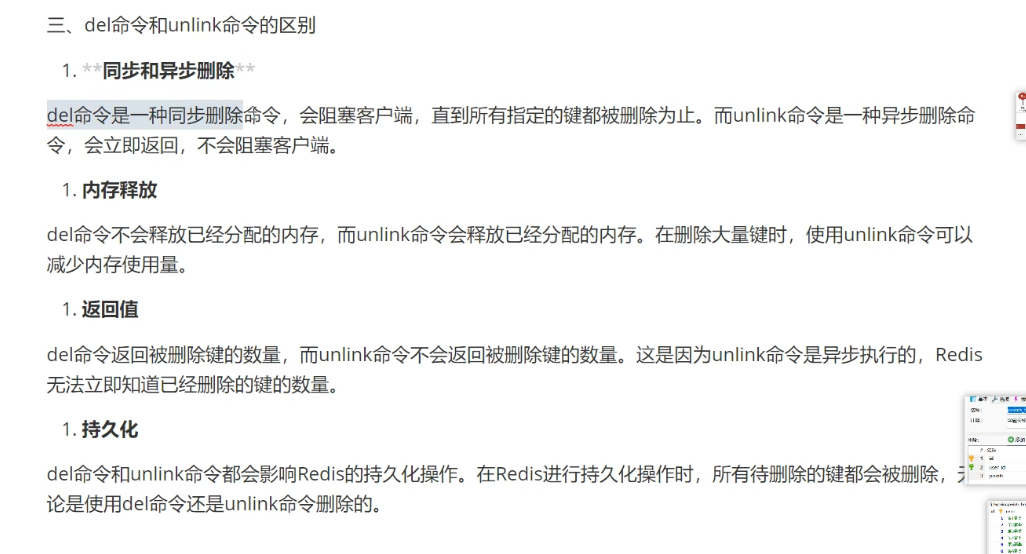 三、del命令和unlink命令的区别
1. **同步和异步删除**
del命令是一种同步删除命令，会阻塞客户端，直到所有指定的键都被删除为止。而unlink命令是一种异步删除命
令，会立即返回，不会阻塞客户端。
1. 内存释放
del命令不会释放已经分配的内存，而unlink命令会释放已经分配的内存。在删除大量键时，使用unlink命令可以
减少内存使用量。
1. 返回值
del命令返回被删除键的数量，而unlink命令不会返回被删除键的数量。这是因为unlink命令是异步执行的，Redis
无法立即知道已经删除的键的数量。
1. 持久化
del命令和unlink命令都会影响Redis的持久化操作。在Redis进行持久化操作时，所有待删除的键都会被删除，无
论是使用del命令还是unlink命令删除的。